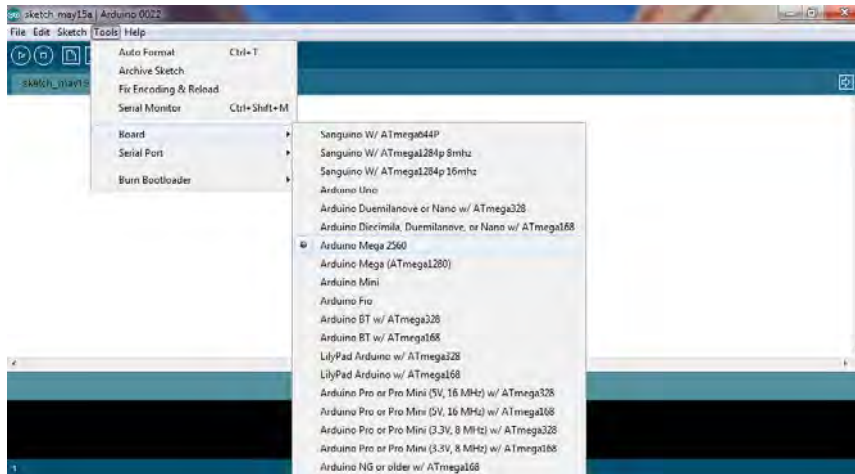 sketch_may15a | Arduino 0022
File Edit Sketch Tools Help
sketch_may15
Auto Format Ctrl+T
Archive Sketch
Fix Encoding & Reload
Serial Monitor Ctrl+Shift+M
Board
Serial Port
Burn Bootloader
Sanguino W/ ATmega644P
Sanguino W/ ATmega1284p 8mhz
Sanguino W/ ATmega1284p 16mhz
Arduino Uno
Arduino Duemilanove or Nano w/ ATmega328
Arduino Diecimila, Duemilanove, or Nano w/ ATmega168
Arduino Mega 2560
Arduino Mega (ATmega1280)
Arduino Mini
Arduino Fio
Arduino BT w/ ATmega328
Arduino BT w/ ATmega168
LilyPad Arduino w/ ATmega328
LilyPad Arduino w/ ATmega168
Arduino Pro or Pro Mini (5V, 16 MHz) w/ ATmega328
Arduino Pro or Pro Mini (5V, 16 MHz) w/ ATmega168
Arduino Pro or Pro Mini (3.3V, 8 MHz) w/ ATmega328
Arduino Pro or Pro Mini (3.3V, 8 MHz) w/ ATmega168
Arduino NG or older w/ ATmega168
1